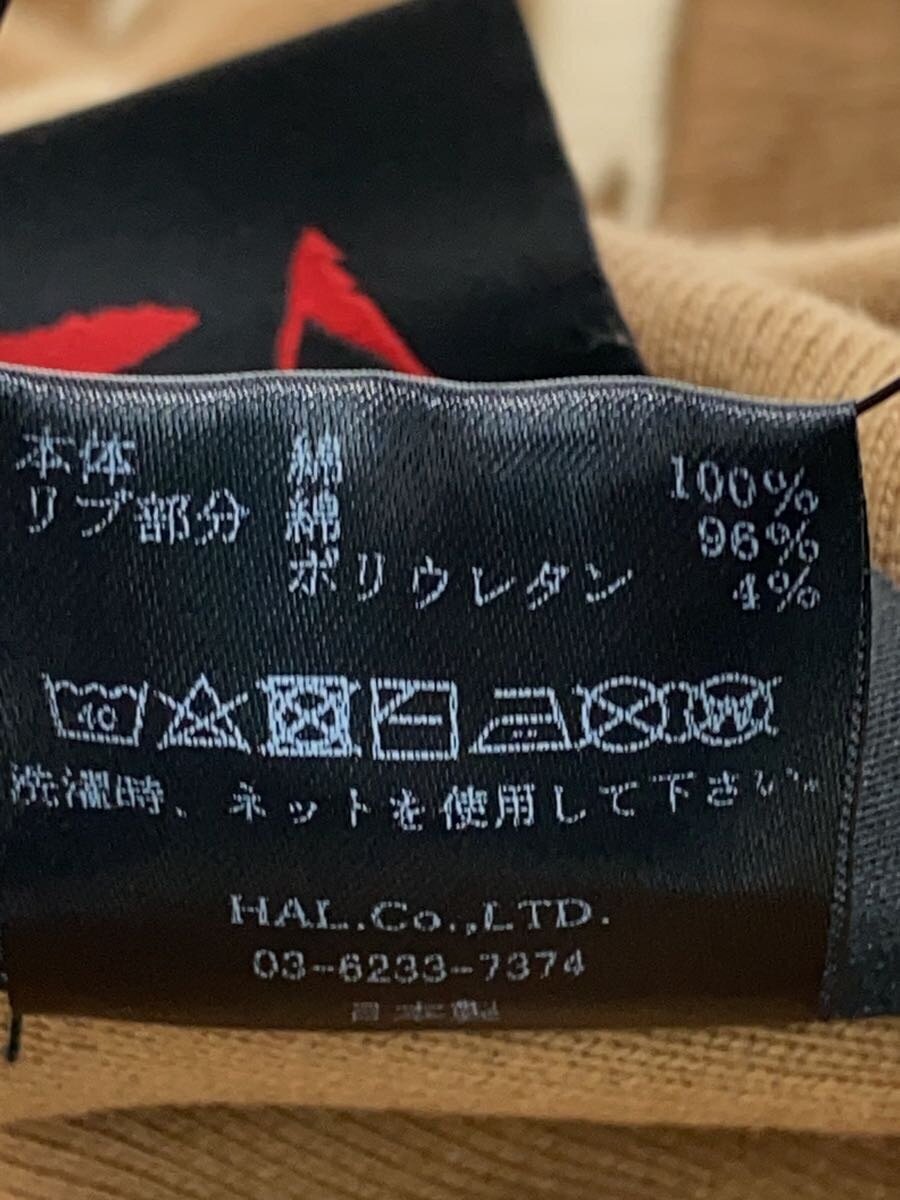 本体 綿 100%
リブ部分 綿 96%
ポリウレタン 4%
40
W
洗濯時、ネットを使用して下さい。
HAL.Co.,LTD.
03-6233-7374
日本製